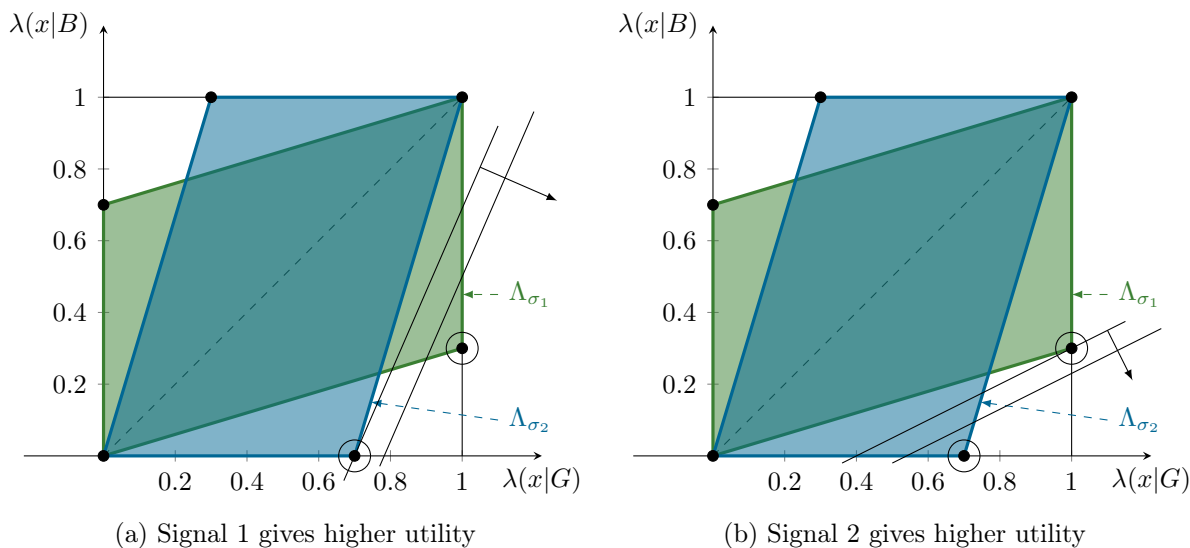 λ(x|B)
1
0.8
0.6
0.4
0.2
0.2
0.4
0.6
0.8
1
λ(x|G)
Λσ₁
Λσ₂
(a) Signal 1 gives higher utility
λ(x|B)
1
0.8
0.6
0.4
0.2
0.2
0.4
0.6
0.8
1
λ(x|G)
Λσ₁
Λσ₂
(b) Signal 2 gives higher utility